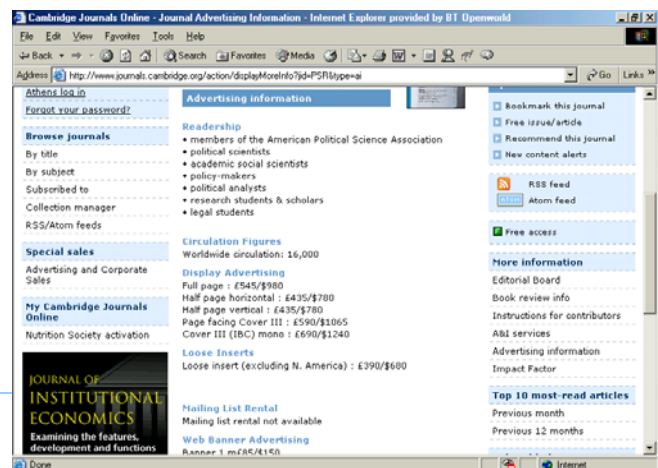 Cambridge Journals Online - Journal Advertising Information - Internet Explorer provided by BT Openworld
File Edit View Favorites Tools Help
Back Search Favorites Media
Address http://www.journals.cambridge.org/action/displayMoreInfo?jid=PSR&type=ai Go Links »
Athens log in
Forgot your password?
Browse journals
By title
By subject
Subscribed to
Collection manager
RSS/Atom feeds
Special sales
Advertising and Corporate
Sales
My Cambridge Journals
Online
Nutrition Society activation
JOURNAL OF
INSTITUTIONAL
ECONOMICS
Examining the features,
development and functions
Advertising information
Readership
• members of the American Political Science Association
• political scientists
• academic social scientists
• policy-makers
• political analysts
• research students & scholars
• legal students
Circulation Figures
Worldwide circulation: 16,000
Display Advertising
Full page : £545/$980
Half page horizontal : £435/$780
Half page vertical : £435/$780
Page facing Cover III : £590/$1065
Cover III (IBC) mono : £690/$1240
Loose Inserts
Loose insert (excluding N. America) : £390/$600
Mailing List Rental
Mailing list rental not available
Web Banner Advertising
Banner 1 m£85/$150
Bookmark this journal
Free issue/article
Recommend this journal
New content alerts
RSS feed
Atom feed
Free access
More information
Editorial Board
Book review info
Instructions for contributors
A&I services
Advertising information
Impact Factor
Top 10 most-read articles
Previous month
Previous 12 months
Done Internet